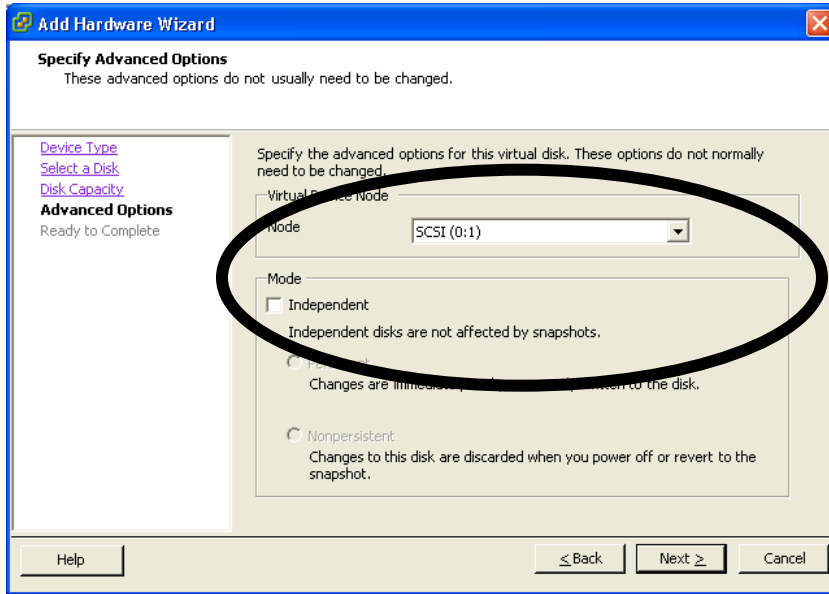 Add Hardware Wizard
Specify Advanced Options
These advanced options do not usually need to be changed.
Device Type
Select a Disk
Disk Capacity
Advanced Options
Ready to Complete
Specify the advanced options for this virtual disk. These options do not normally
need to be changed.
Virtual Device Node
Node
SCSI (0:1)
Mode
Independent
Independent disks are not affected by snapshots.
Changes are to the disk.
Nonpersistent
Changes to this disk are discarded when you power off or revert to the
snapshot.
Help
< Back
Next >
Cancel